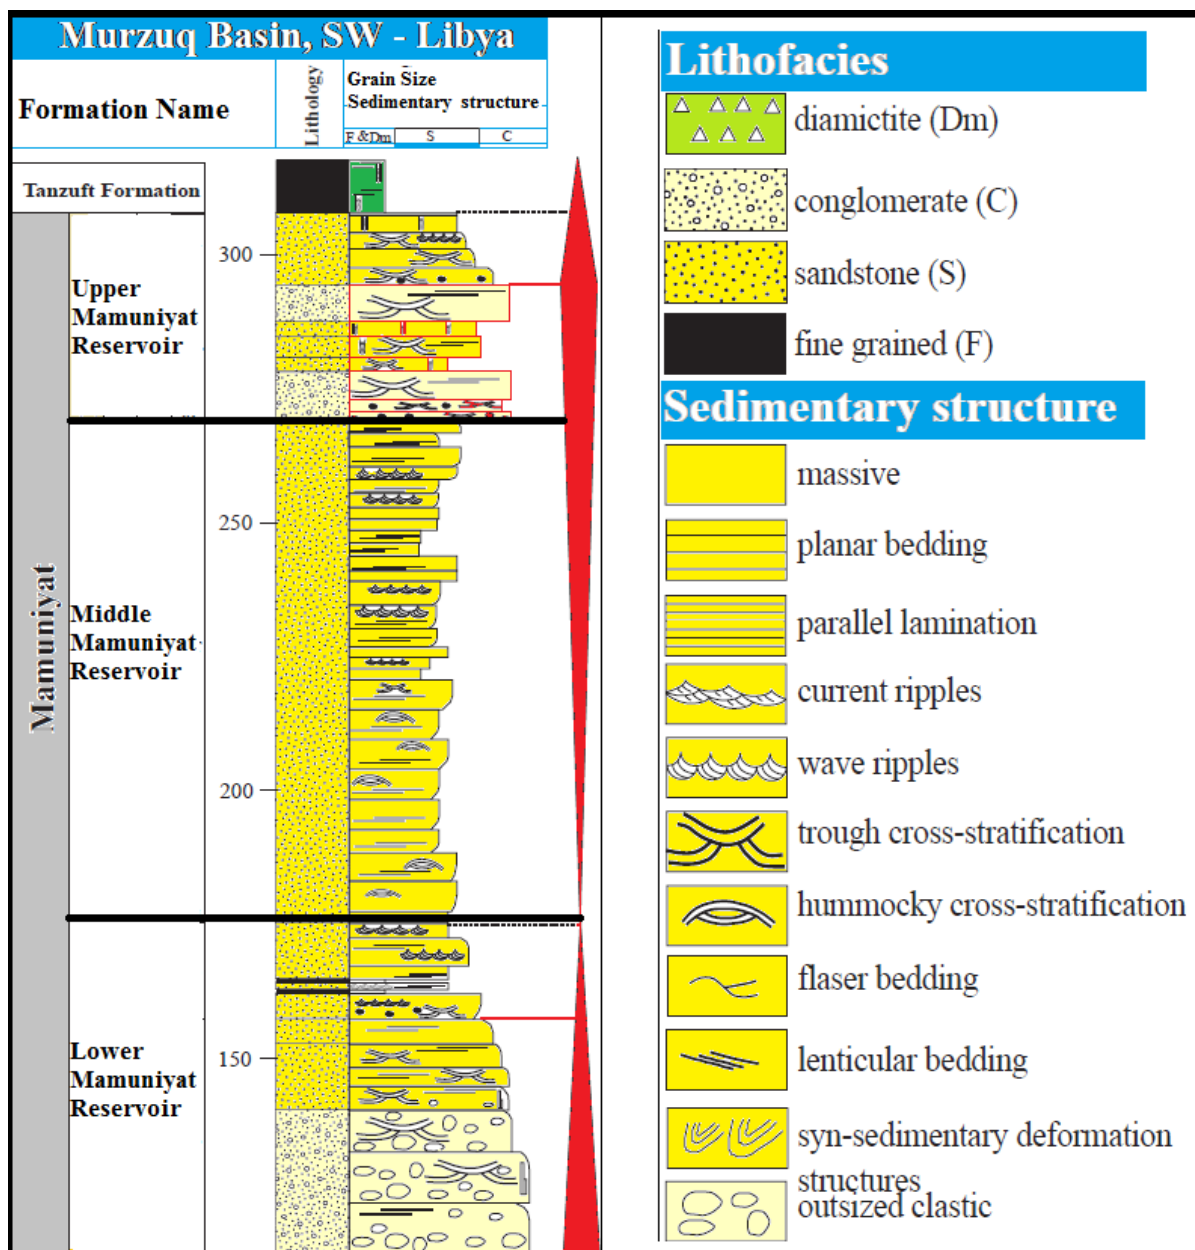 Murzuq Basin, SW - Libya
Formation Name
Lithology
Grain Size
Sedimentary structure
F &Dm
S
C
Tanzuft Formation
Mamuniyat
Upper
Mamuniyat
Reservoir
Middle
Mamuniyat
Reservoir
Lower
Mamuniyat
Reservoir
300
250
200
150
Lithofacies
diamictite (Dm)
conglomerate (C)
sandstone (S)
fine grained (F)
Sedimentary structure
massive
planar bedding
parallel lamination
current ripples
wave ripples
trough cross-stratification
hummocky cross-stratification
flaser bedding
lenticular bedding
syn-sedimentary deformation
structures
outsized clastic